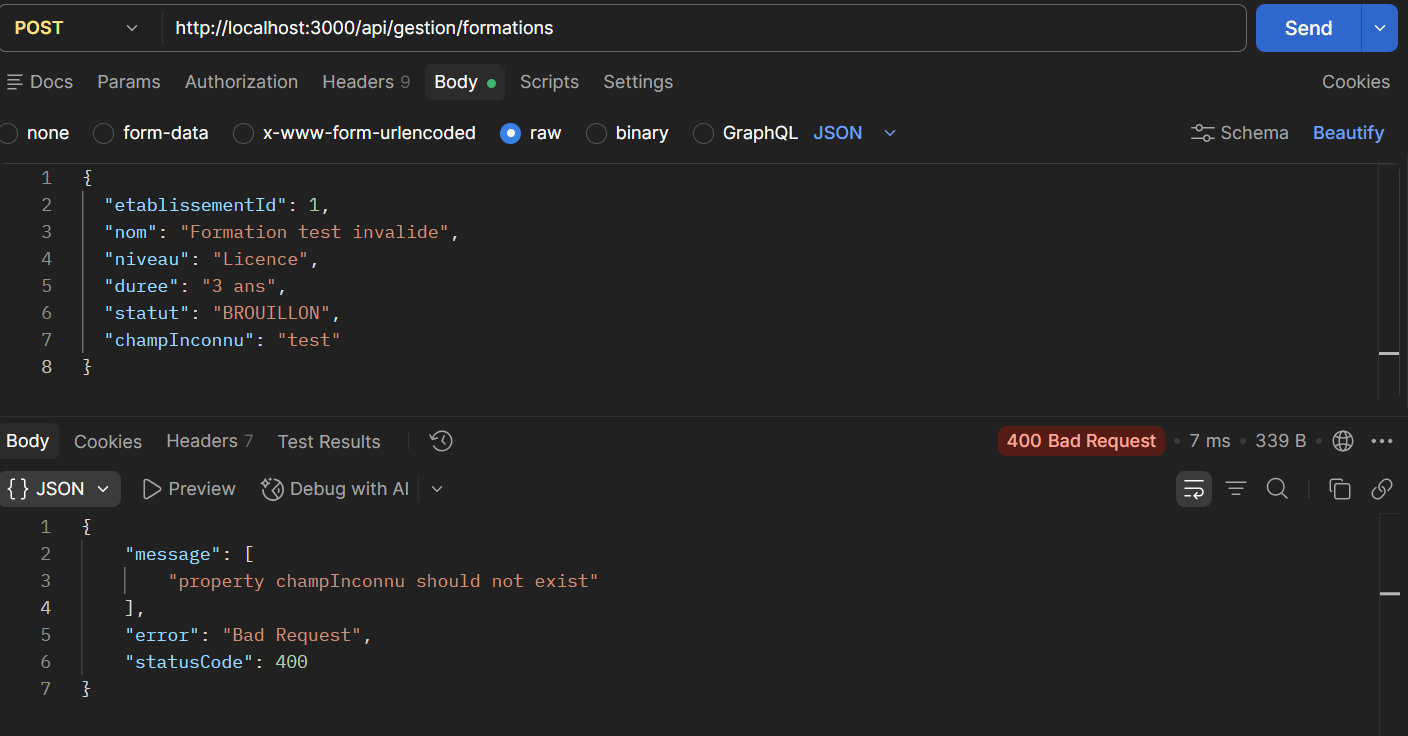 POST http://localhost:3000/api/gestion/formations Send
Docs Params Authorization Headers 9 Body Scripts Settings Cookies
none form-data x-www-form-urlencoded raw binary GraphQL JSON Schema Beautify
1 {
2 "etablissementId": 1,
3 "nom": "Formation test invalide",
4 "niveau": "Licence",
5 "duree": "3 ans",
6 "statut": "BROUILLON",
7 "champInconnu": "test"
8 }
Body Cookies Headers 7 Test Results 400 Bad Request • 7 ms • 339 B •
{} JSON Preview Debug with AI
1 {
2 "message": [
3 "property champInconnu should not exist"
4 ],
5 "error": "Bad Request",
6 "statusCode": 400
7 }